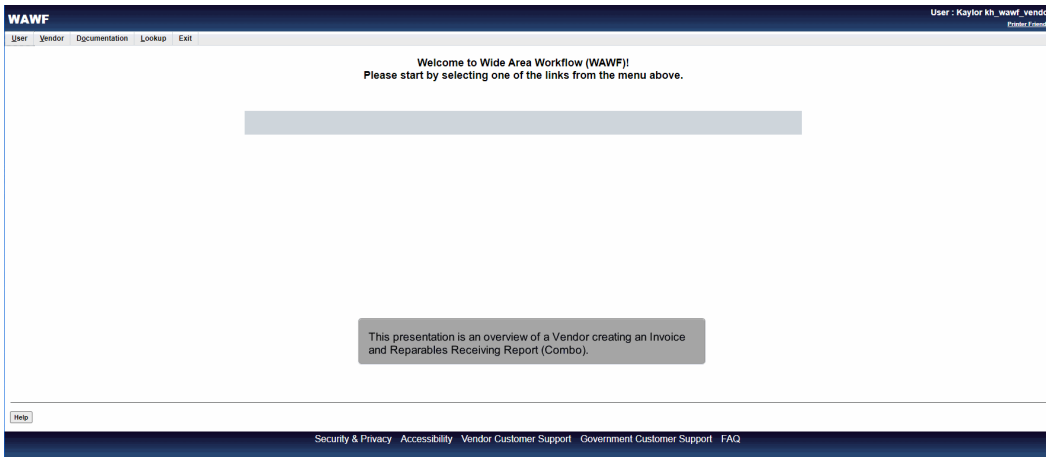 WAWF
User : Kaylor kh_wawf_vendo
Printer Friend
User Vendor Documentation Lookup Exit
Welcome to Wide Area Workflow (WAWF)!
Please start by selecting one of the links from the menu above.
This presentation is an overview of a Vendor creating an Invoice
and Reparables Receiving Report (Combo).
Help
Security & Privacy Accessibility Vendor Customer Support Government Customer Support FAQ